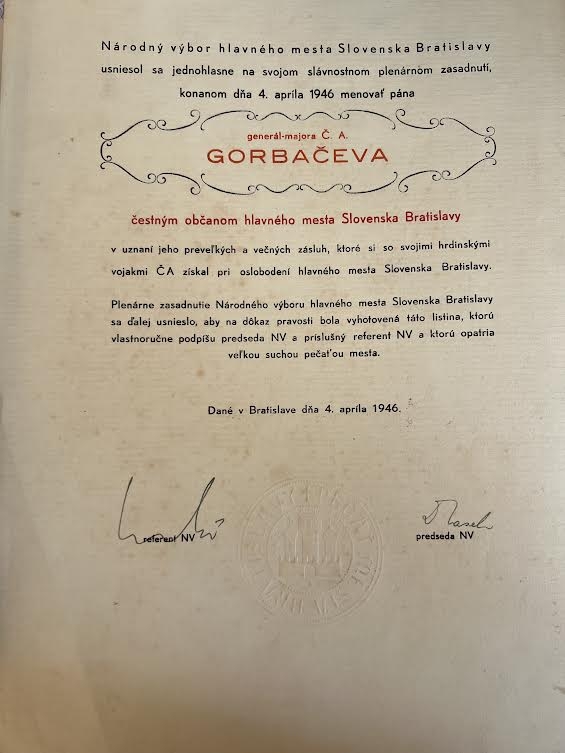 Národný výbor hlavného mesta Slovenska Bratislavy
usniesol sa jednohlasne na svojom slávnostnom plenárnom zasadnutí,
konanom dňa 4. apríla 1946 menovať pána
generál-majora Č. A.
GORBAČEVA
čestným občanom hlavného mesta Slovenska Bratislavy
v uznaní jeho preveľkých a večných zásluh, ktoré si so svojimi hrdinskými
vojakmi ČA získal pri oslobodení hlavného mesta Slovenska Bratislavy.
Plenárne zasadnutie Národného výboru hlavného mesta Slovenska Bratislavy
sa ďalej usnieslo, aby na dôkaz pravosti bola vyhotovená táto listina, ktorú
vlastnoručne podpíšu predseda NV a príslušný referent NV a ktorú opatria
veľkou suchou pečaťou mesta.
Dané v Bratislave dňa 4. apríla 1946.
referent NV
predseda NV